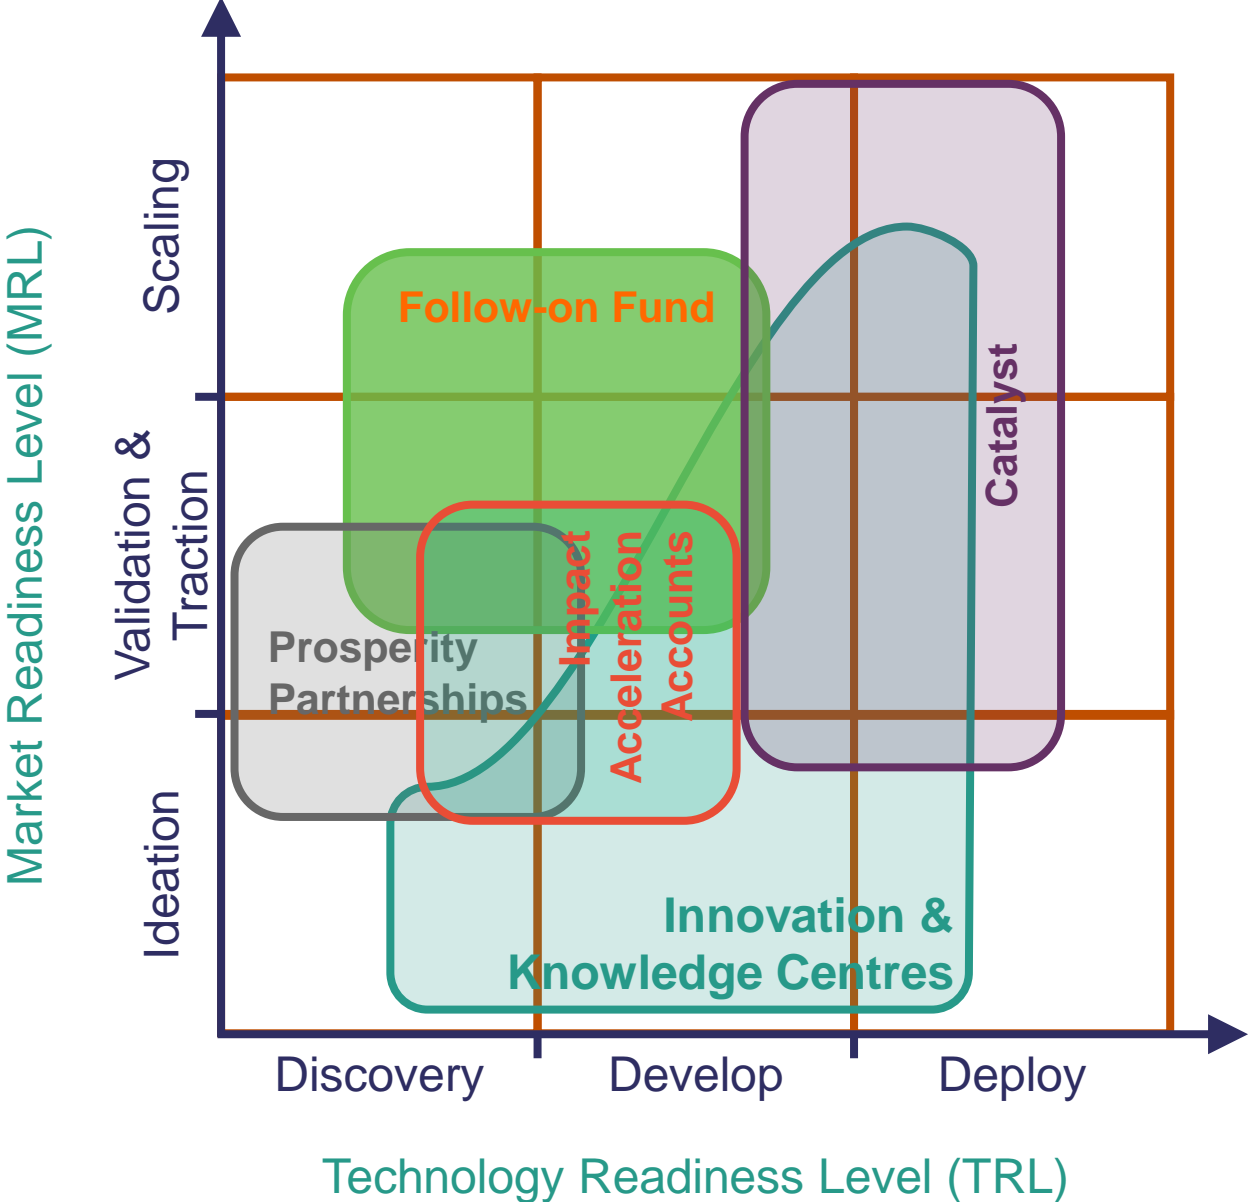 Market Readiness Level (MRL)
Scaling
Validation &
Traction
Ideation
Follow-on Fund
Catalyst
Impact
Acceleration
Accounts
Prosperity
Partnerships
Innovation &
Knowledge Centres
Discovery
Develop
Deploy
Technology Readiness Level (TRL)